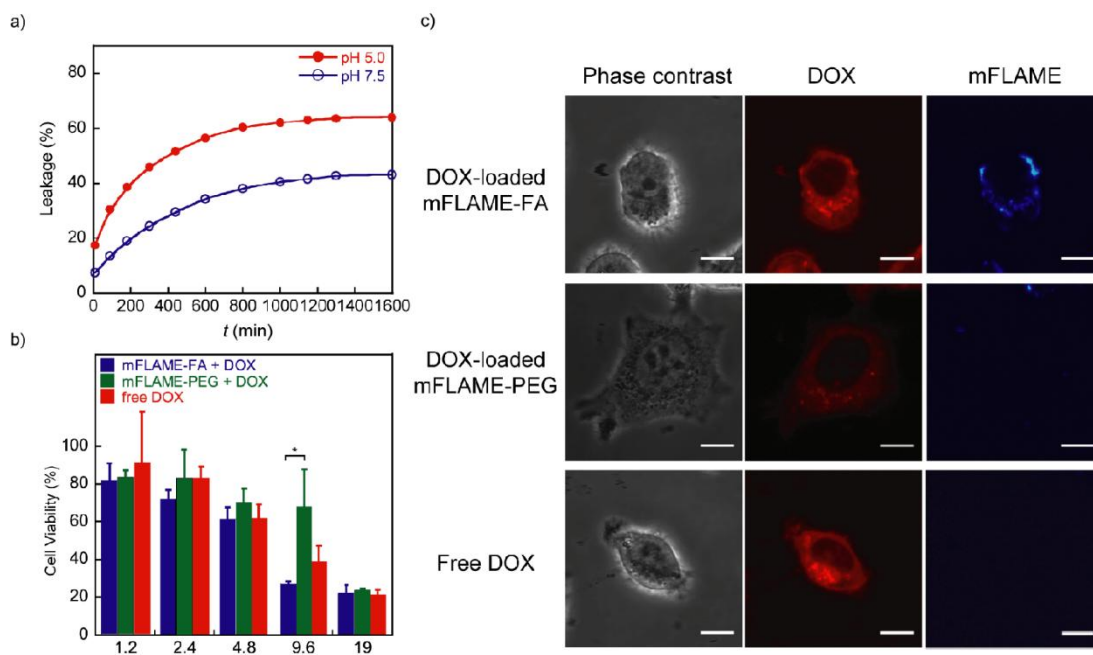 a)
pH 5.0
pH 7.5
80
60
40
20
0
Leakage (%)
0 200 400 600 800 1000 1200 1400 1600
t (min)
b)
mFLAME-FA + DOX
mFLAME-PEG + DOX
free DOX
100
80
60
40
20
0
Cell Viability (%)
*
1.2 2.4 4.8 9.6 19
c)
Phase contrast DOX mFLAME
DOX-loaded
mFLAME-FA
DOX-loaded
mFLAME-PEG
Free DOX